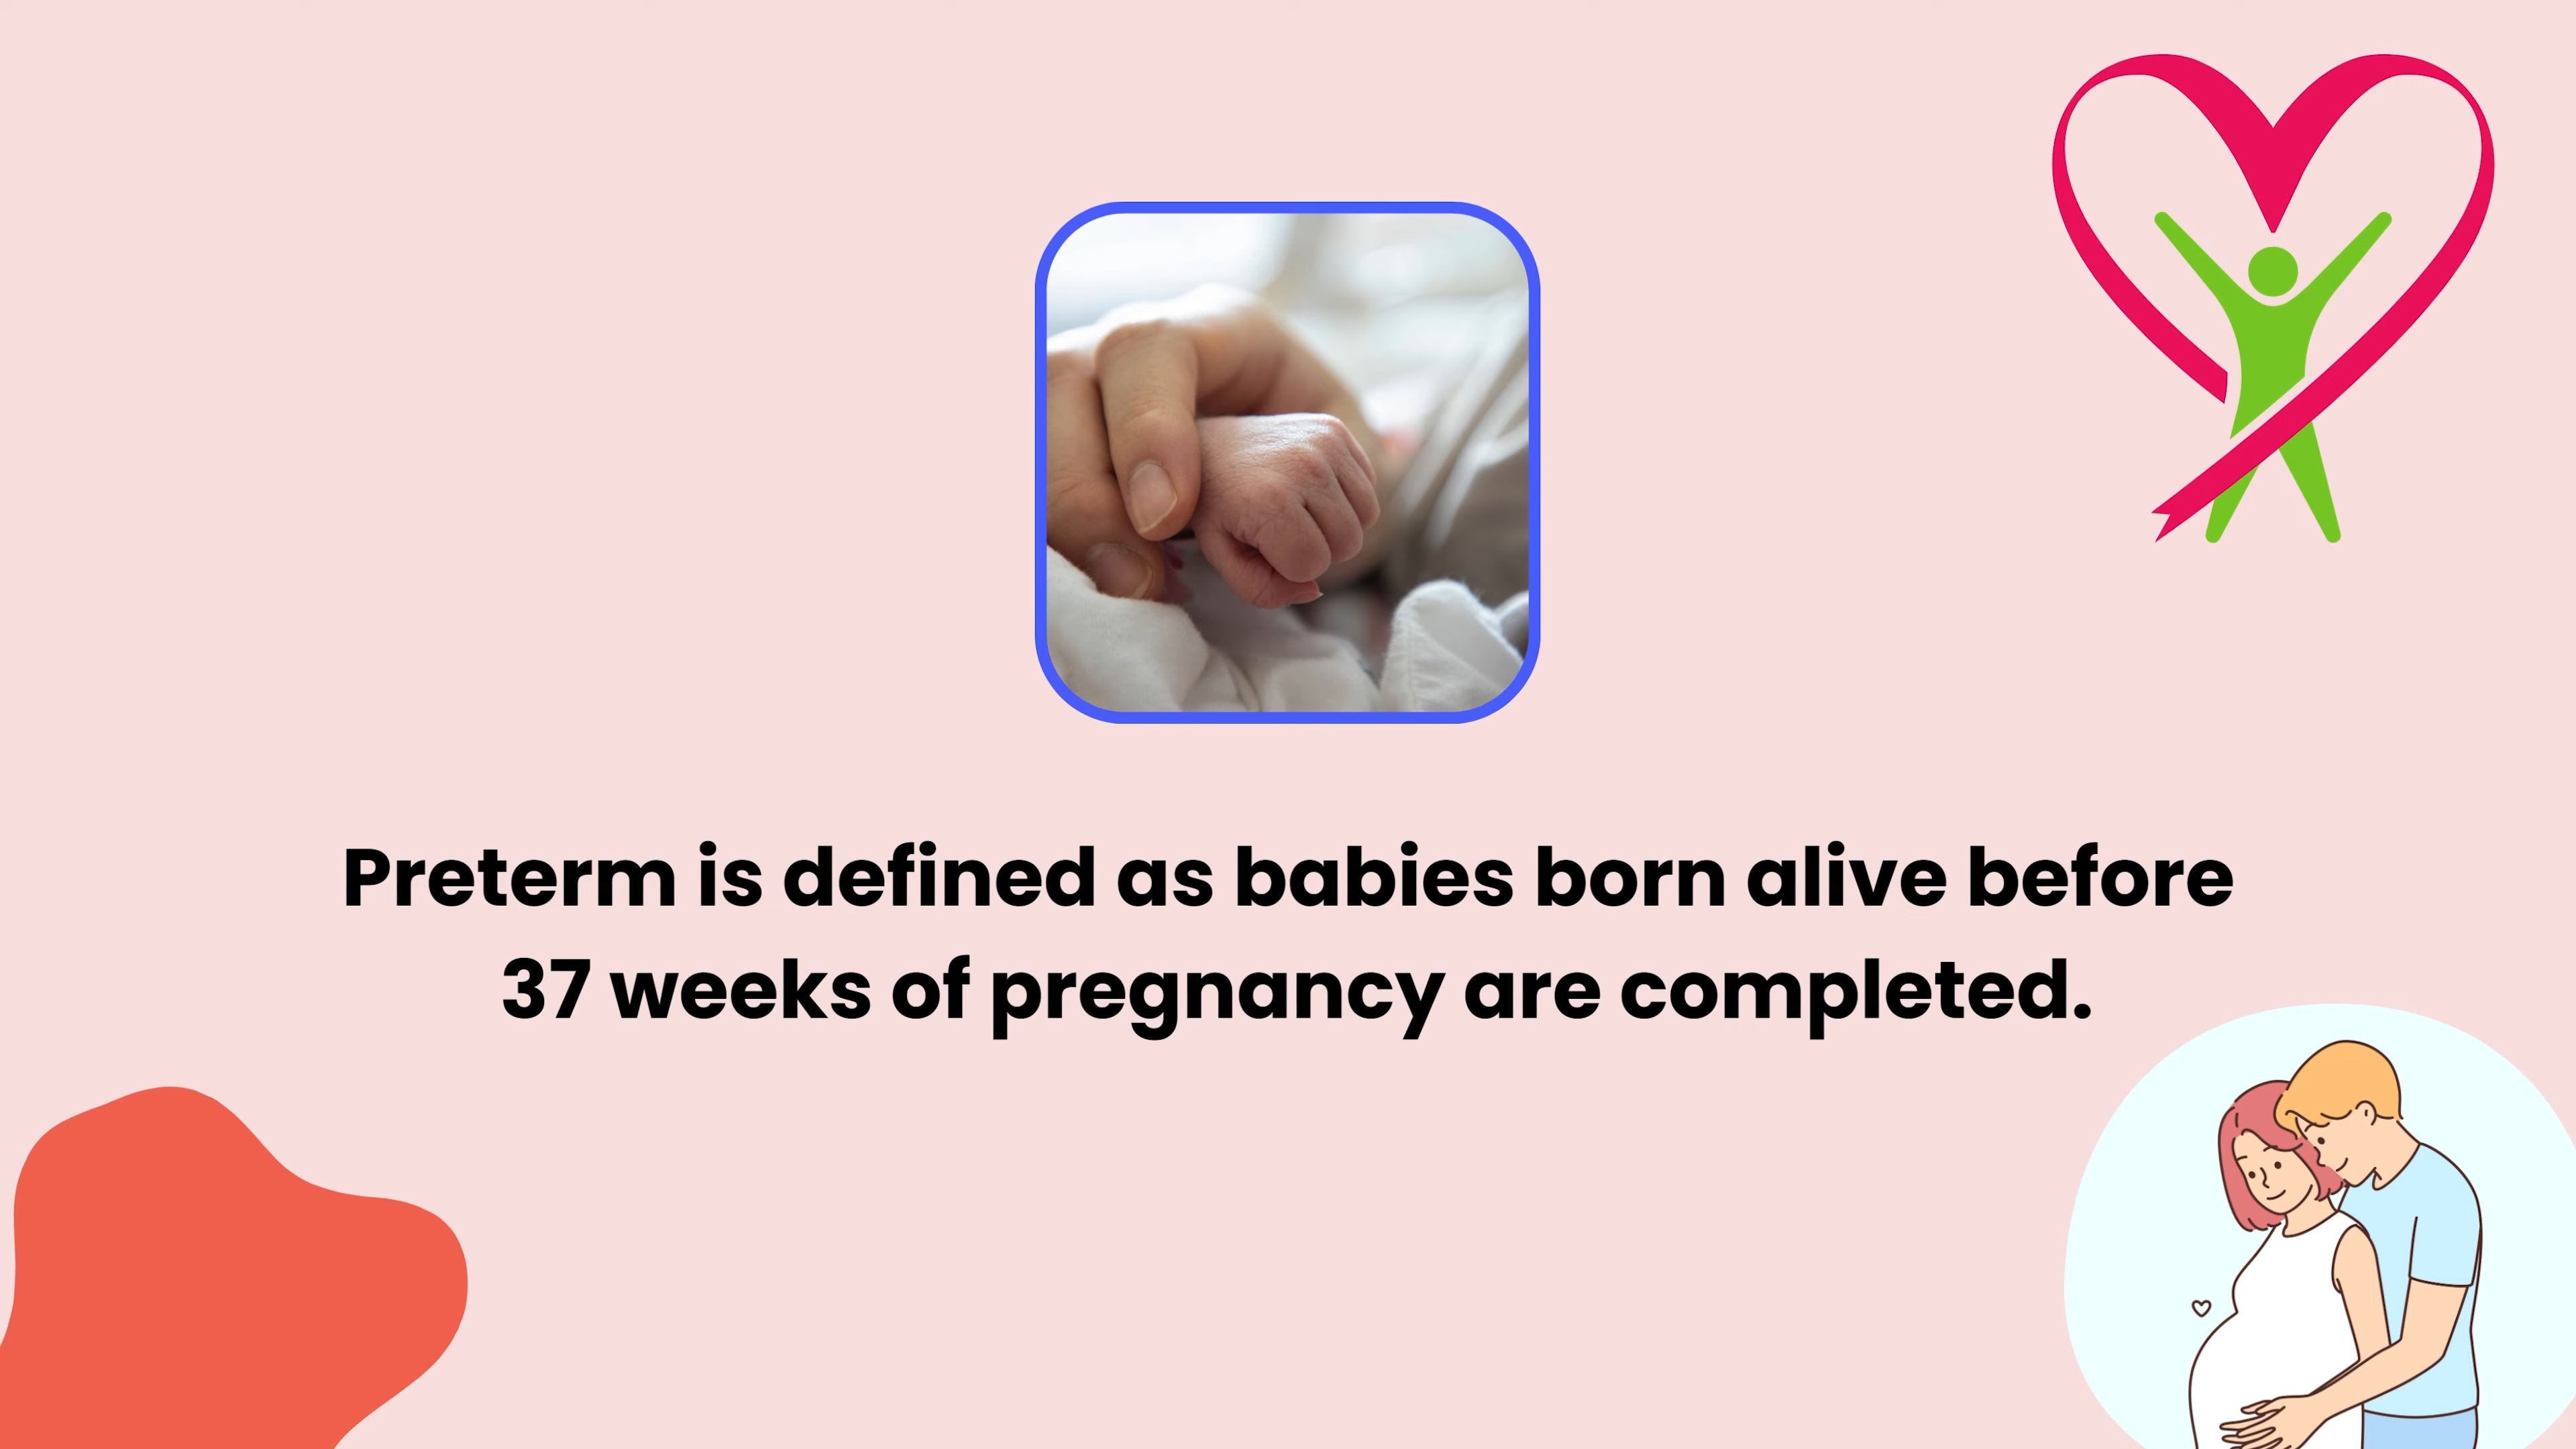 Preterm is defined as babies born alive before
37 weeks of pregnancy are completed.